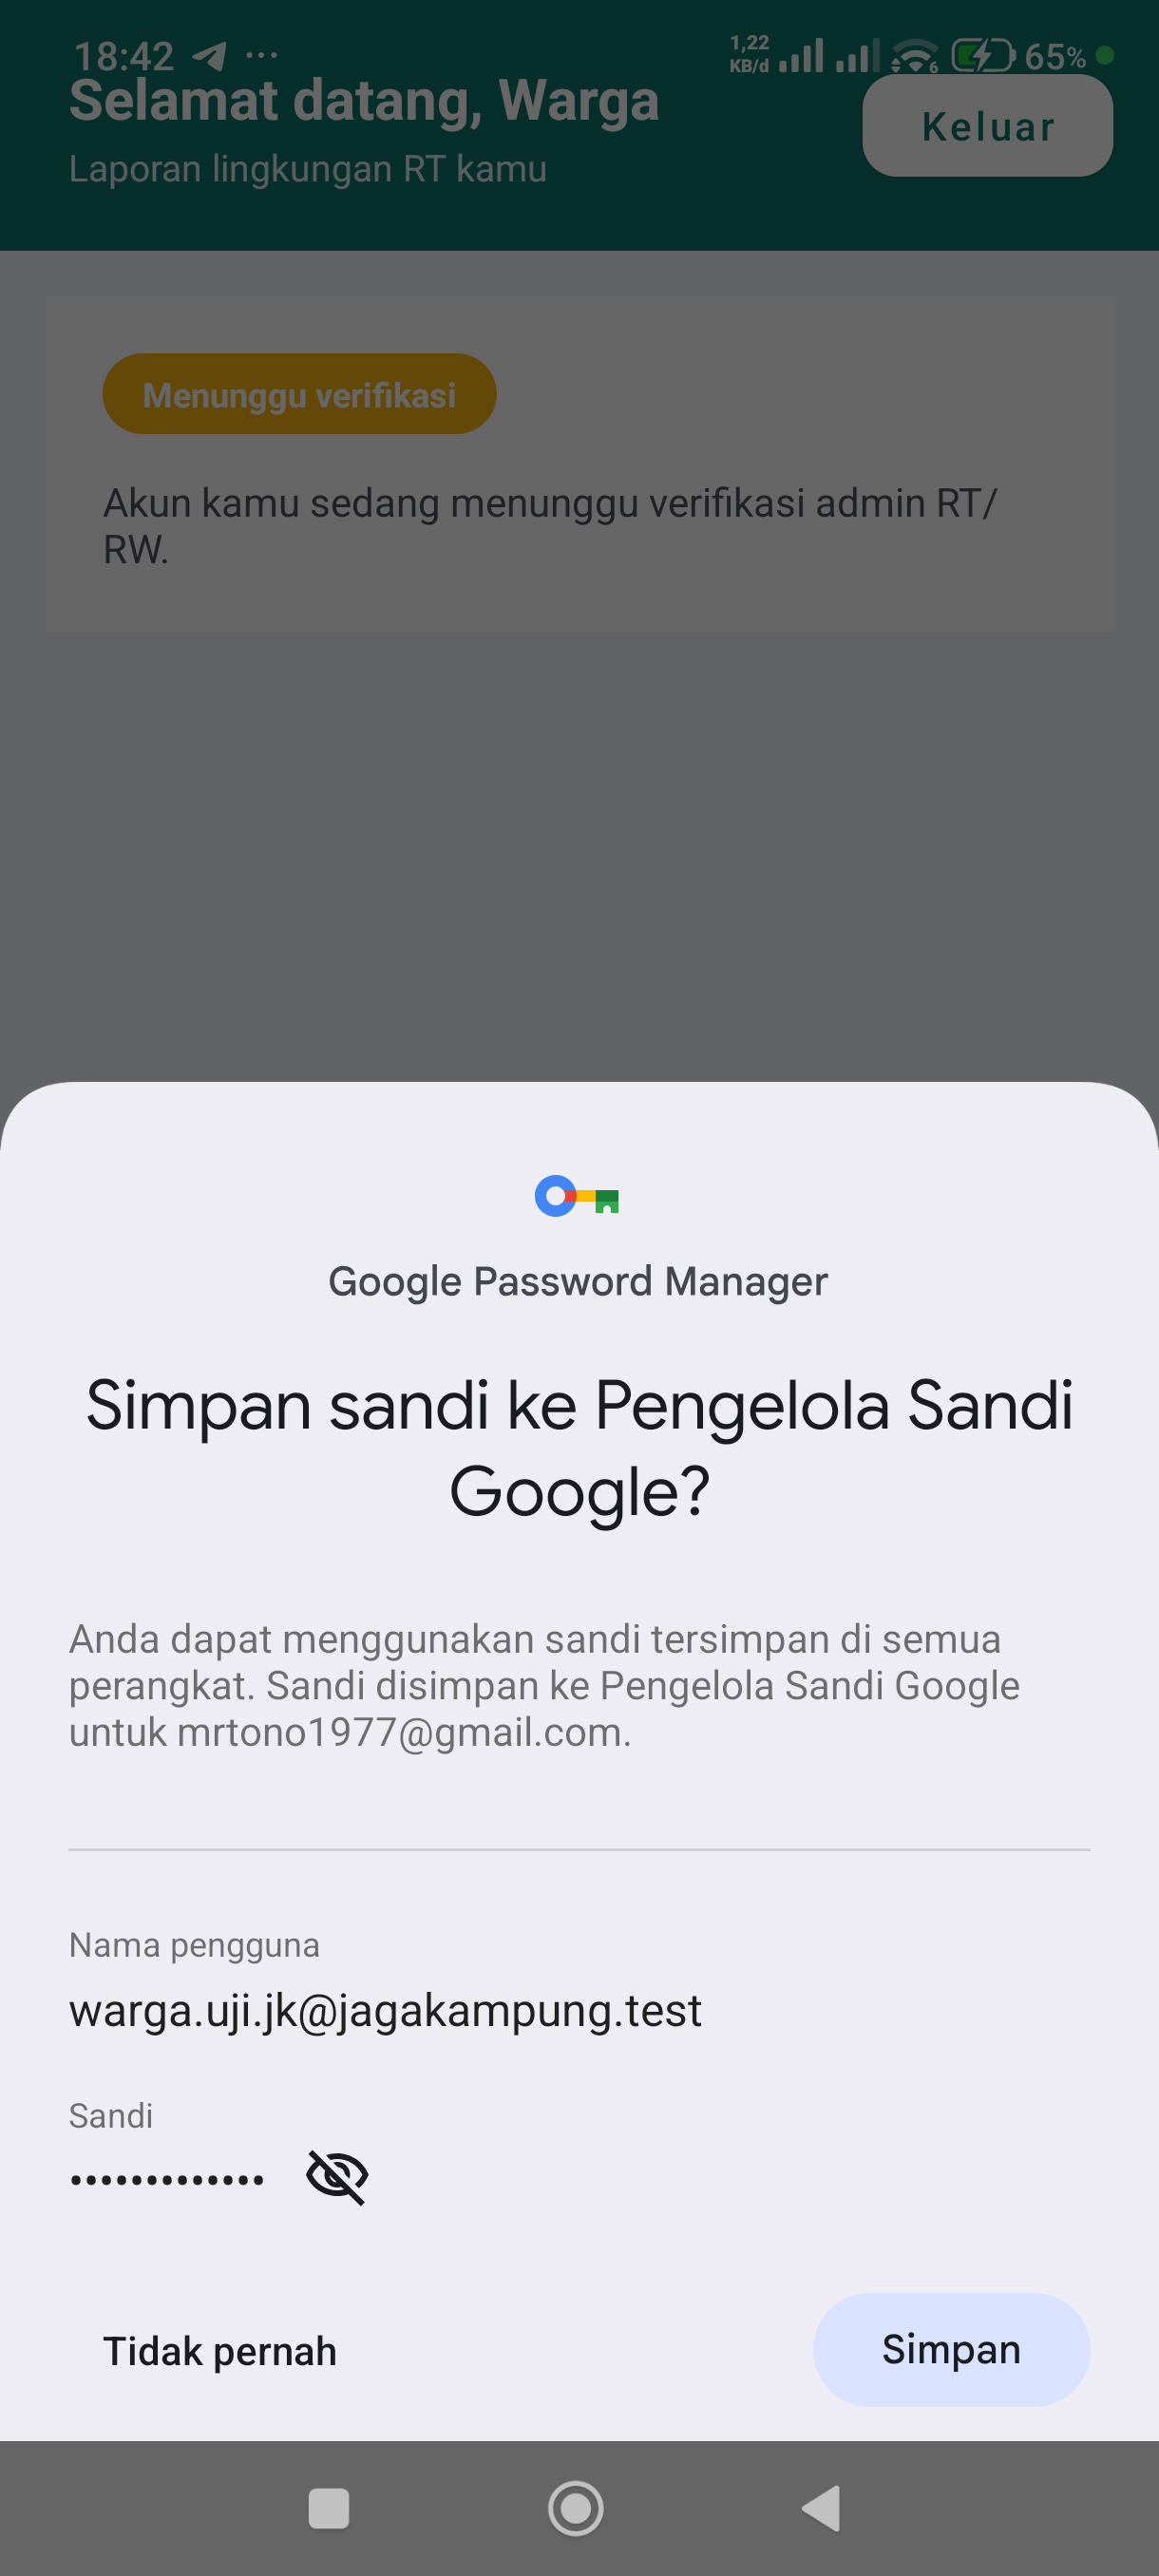 18:42
1,22
KB/d
6
65%
Selamat datang, Warga
Keluar
Laporan lingkungan RT kamu
Menunggu verifikasi
Akun kamu sedang menunggu verifikasi admin RT/
RW.
Google Password Manager
Simpan sandi ke Pengelola Sandi
Google?
Anda dapat menggunakan sandi tersimpan di semua
perangkat. Sandi disimpan ke Pengelola Sandi Google
untuk mrtono1977@gmail.com.
Nama pengguna
warga.uji.jk@jagakampung.test
Sandi
•••••••••••••
Tidak pernah
Simpan